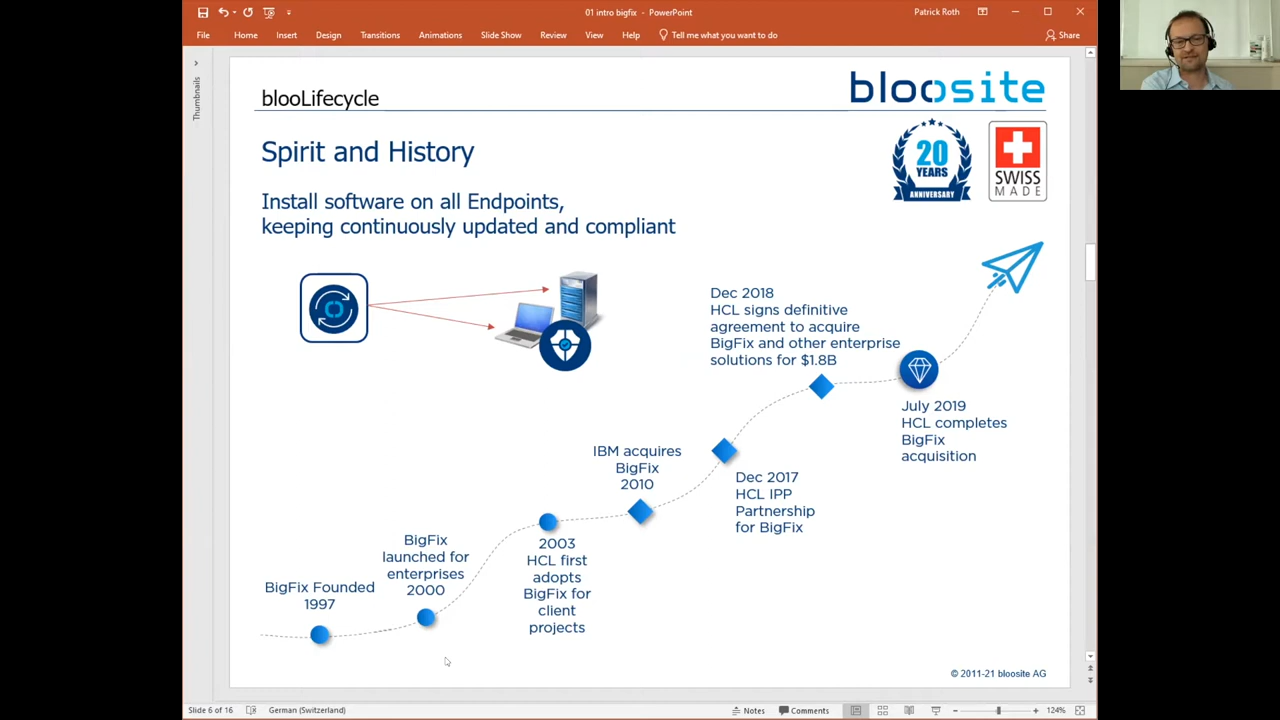 01 intro bigfix - PowerPoint
Patrick Roth
File Home Insert Design Transitions Animations Slide Show Review View Help Tell me what you want to do Share
Thumbnails
blooLifecycle
bloosite
20
YEARS
ANNIVERSARY
SWISS
MADE
Spirit and History
Install software on all Endpoints,
keeping continuously updated and compliant
Dec 2018
HCL signs definitive
agreement to acquire
BigFix and other enterprise
solutions for $1.8B
July 2019
HCL completes
BigFix
acquisition
IBM acquires
BigFix
2010
Dec 2017
HCL IPP
Partnership
for BigFix
BigFix
launched for
enterprises
2000
2003
HCL first
adopts
BigFix for
client
projects
BigFix Founded
1997
© 2011-21 bloosite AG
Slide 6 of 16 German (Switzerland) Notes Comments 124%